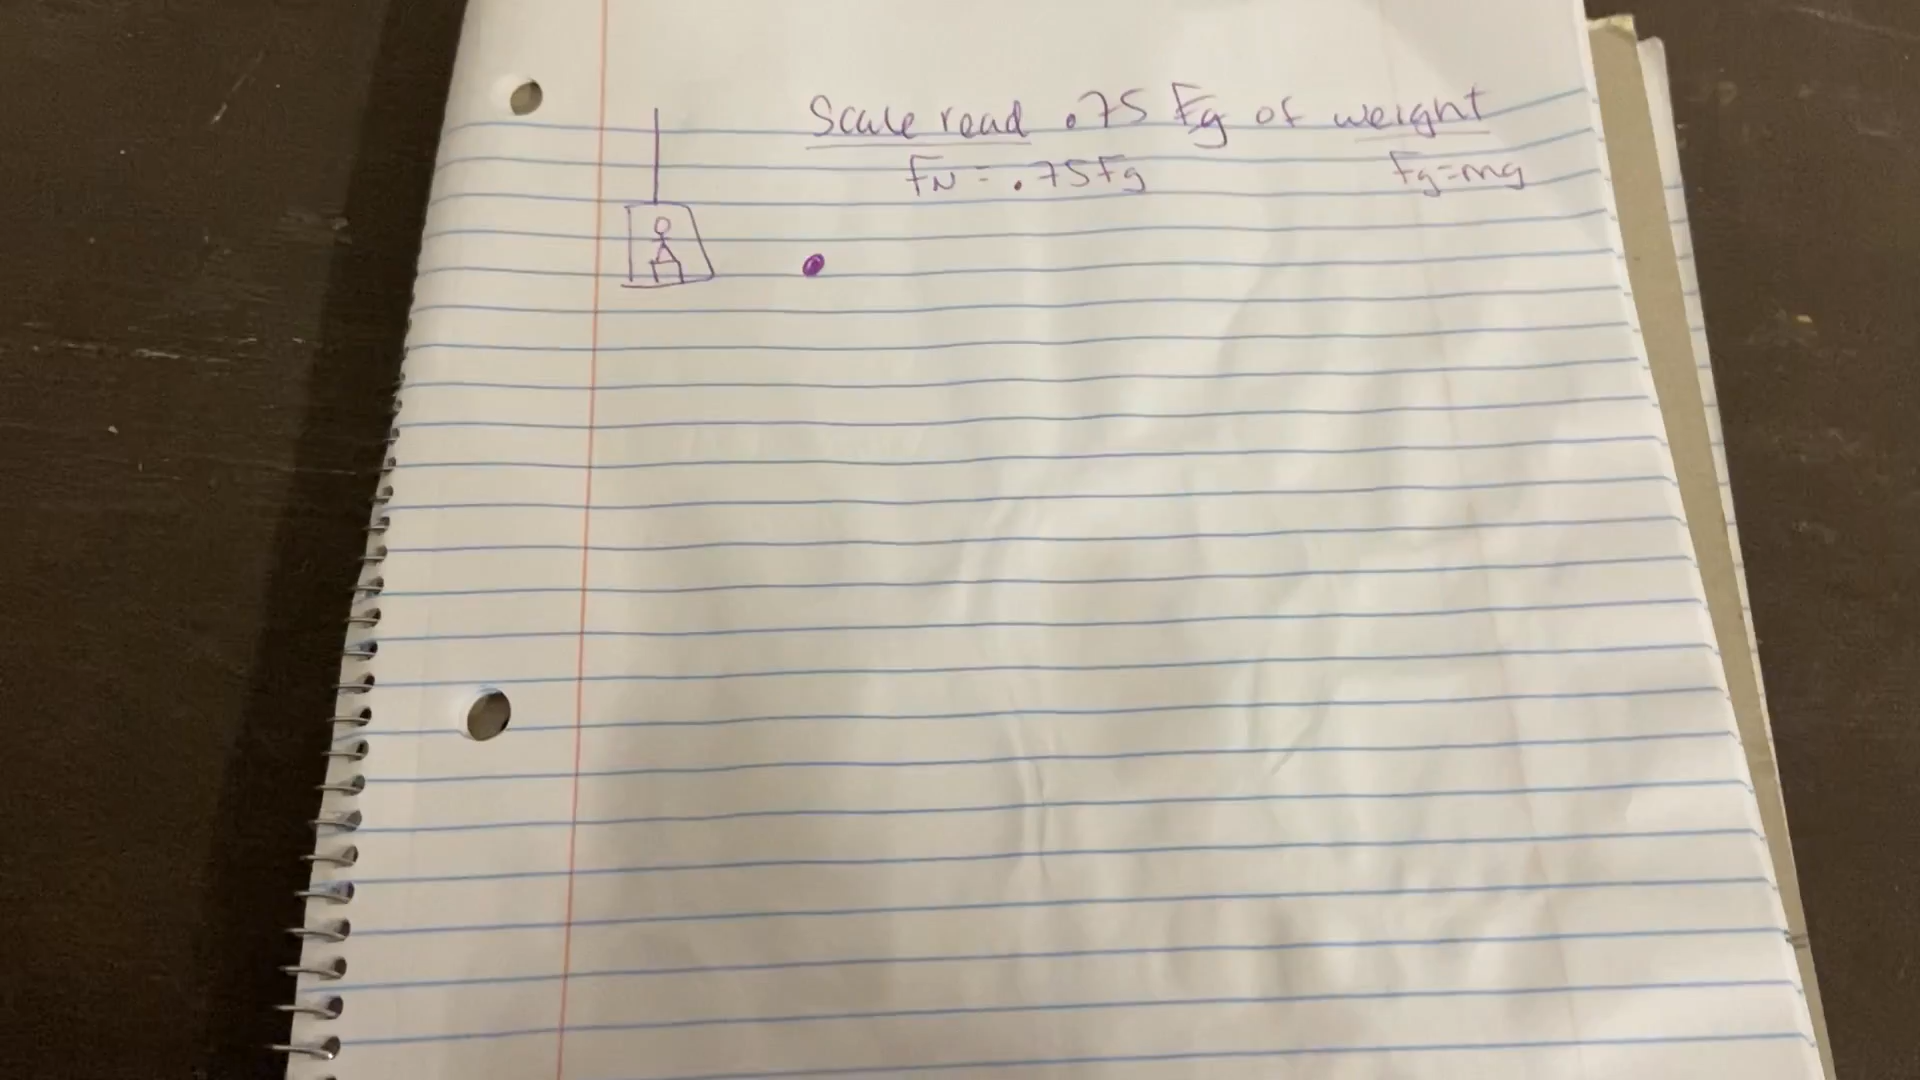 Scale read .75 Fg of weight
FN = .75Fg Fg=mg